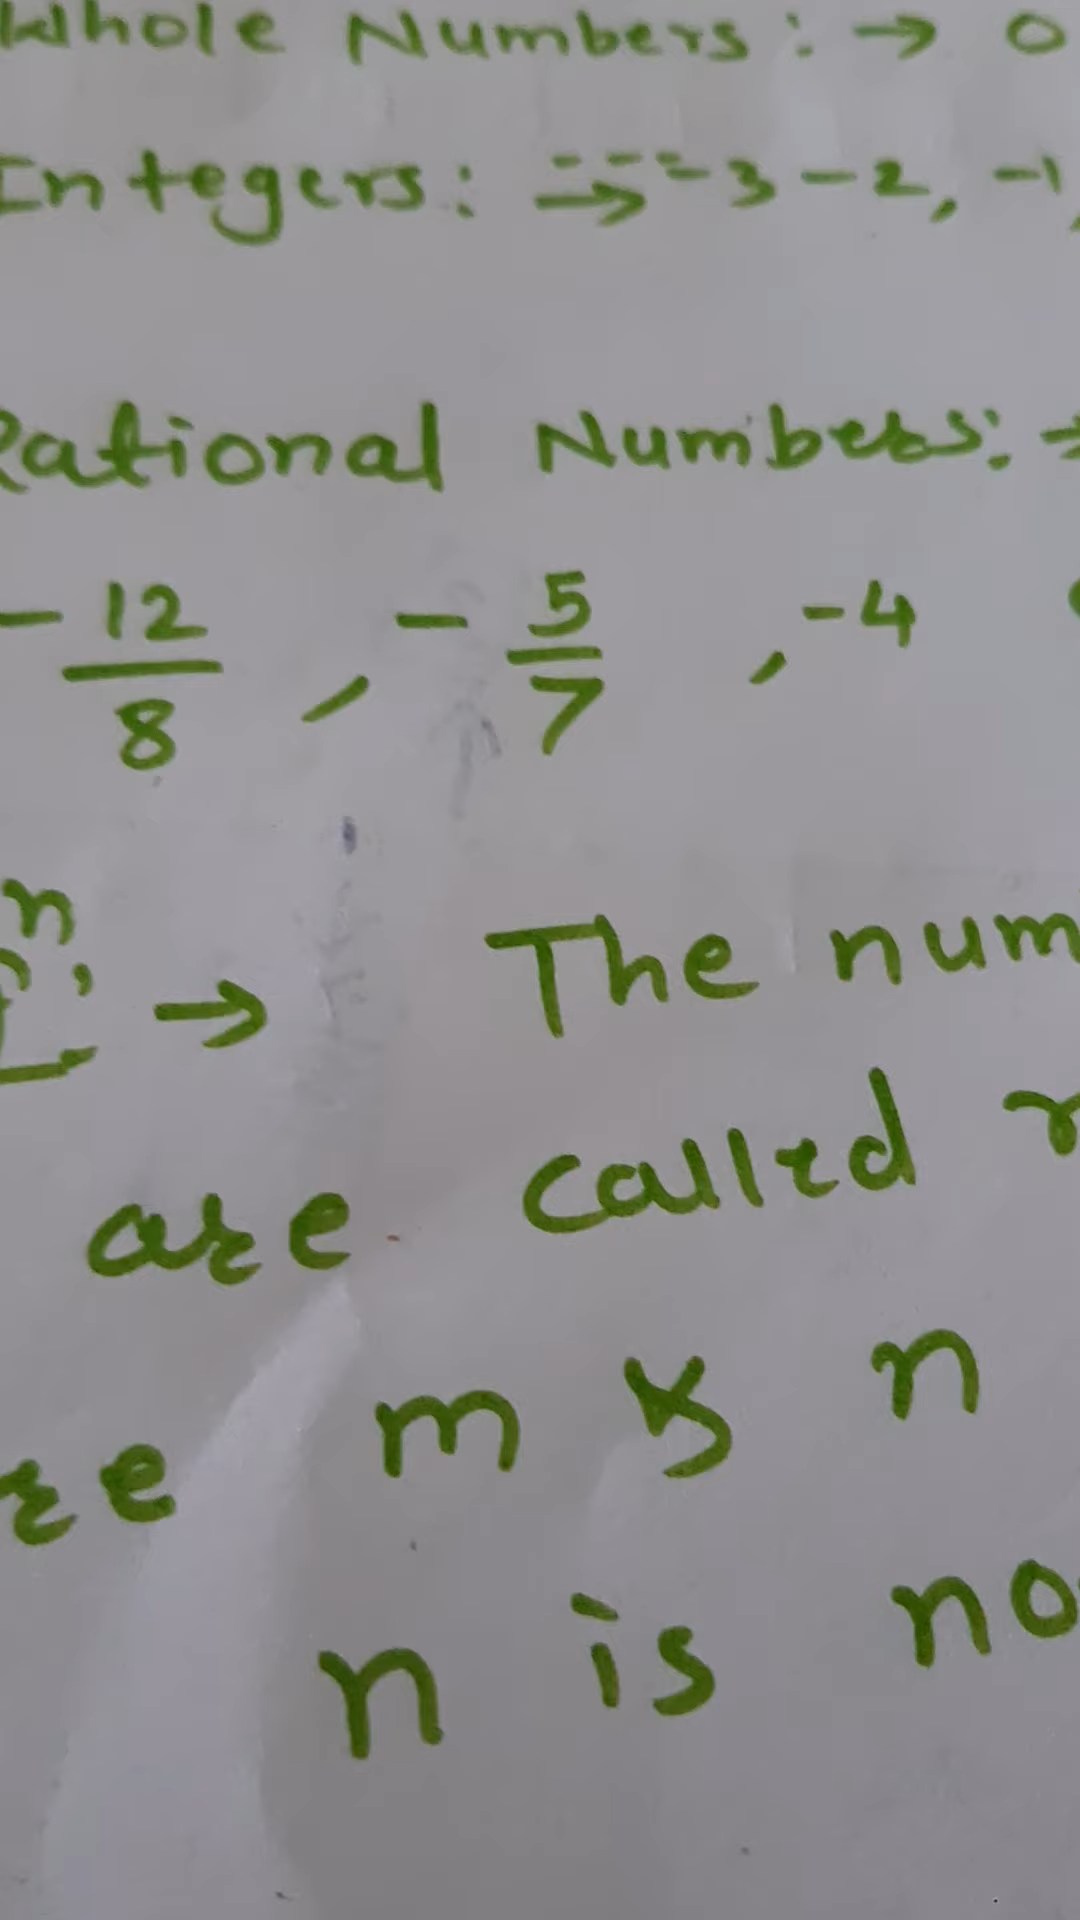 Whole Numbers: → 0
Integers: → ---- -3 -2, -1,
Rational Numbers: →
- 12/8, - 5/7, -4
n, → The num
are called r
re m & n
n is no